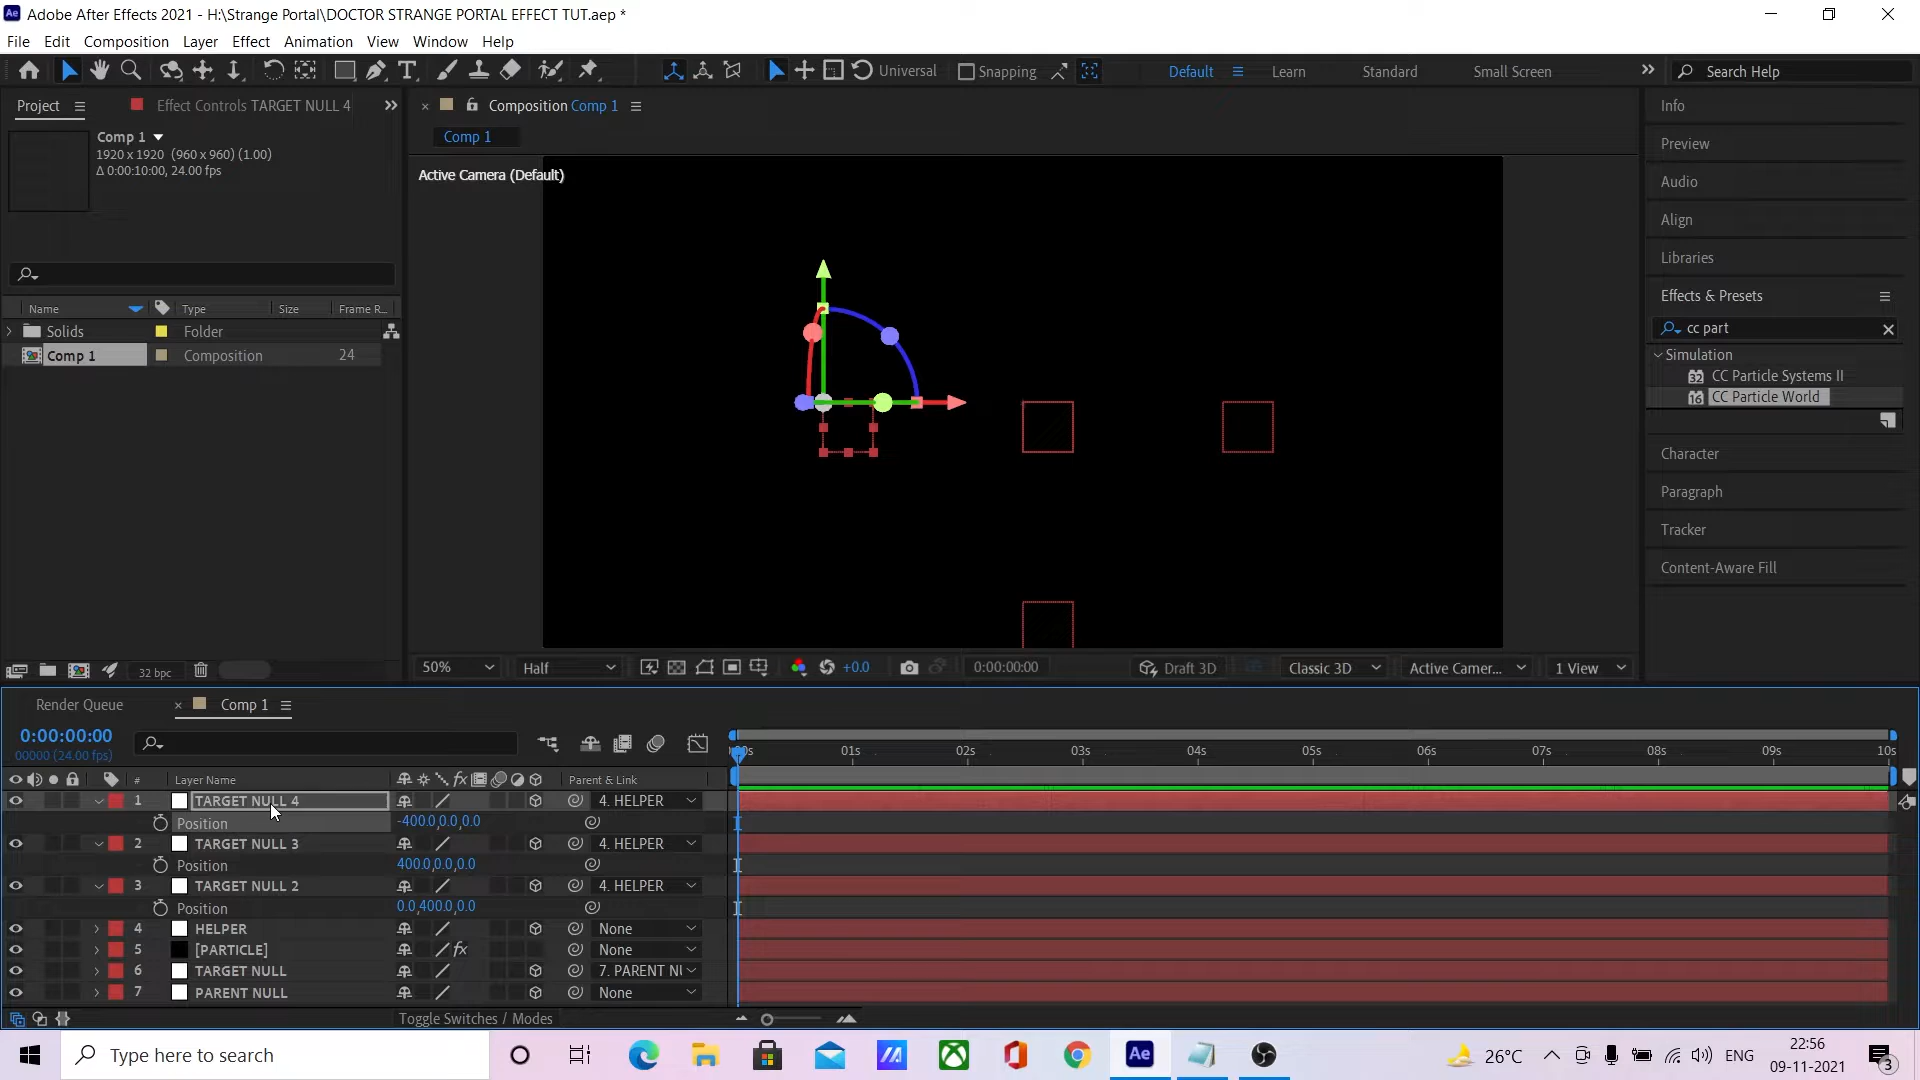 Adobe After Effects 2021 - H:\Strange Portal\DOCTOR STRANGE PORTAL EFFECT TUT.aep *
File Edit Composition Layer Effect Animation View Window Help
Universal Snapping Default Learn Standard Small Screen Search Help
Project Effect Controls TARGET NULL 4
Composition Comp 1
Info
Comp 1
1920 x 1920 (960 x 960) (1.00)
Δ 0:00:10:00, 24.00 fps
Comp 1
Active Camera (Default)
Preview
Audio
Align
Libraries
Effects & Presets
cc part
Simulation
32 CC Particle Systems II
16 CC Particle World
Character
Paragraph
Tracker
Content-Aware Fill
Name Type Size Frame R...
Solids Folder
Comp 1 Composition 24
32 bpc
50% Half +0.0 0:00:00:00 Draft 3D Classic 3D Active Camer... 1 View
Render Queue Comp 1
0:00:00:00
00000 (24.00 fps)
00s 01s 02s 03s 04s 05s 06s 07s 08s 09s 10s
# Layer Name fx Parent & Link
1 TARGET NULL 4 4. HELPER
Position -400.0,0.0,0.0
2 TARGET NULL 3 4. HELPER
Position 400.0,0.0,0.0
3 TARGET NULL 2 4. HELPER
Position 0.0,400.0,0.0
4 HELPER None
5 [PARTICLE] fx None
6 TARGET NULL 7. PARENT NU
7 PARENT NULL None
Toggle Switches / Modes
Type here to search
Ae
26°C ENG
22:56
09-11-2021
3